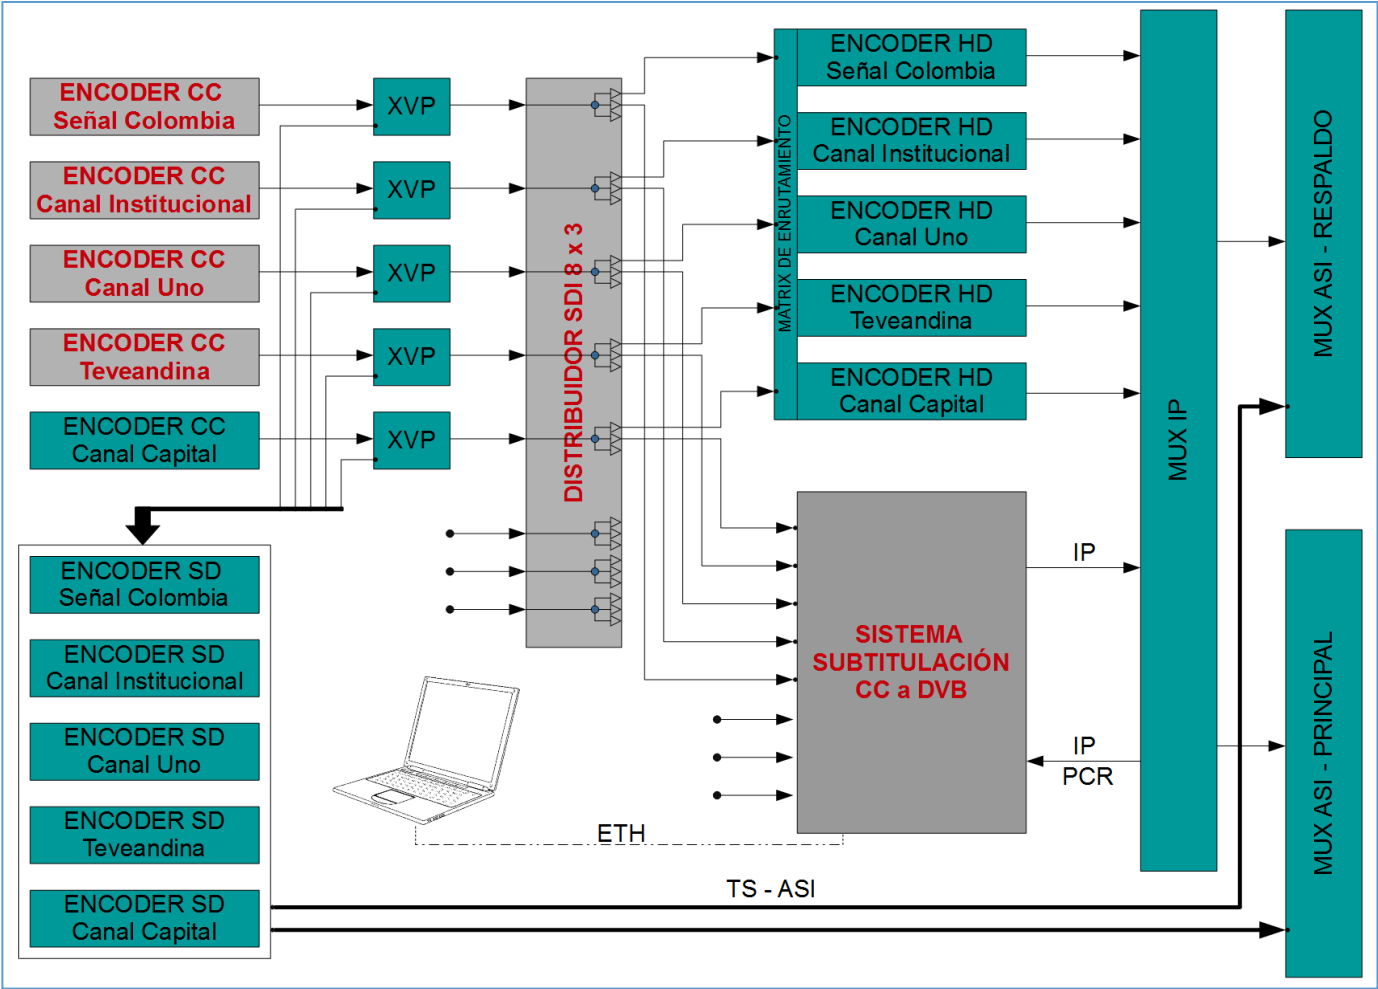 ENCODER CC
Señal Colombia
ENCODER CC
Canal Institucional
ENCODER CC
Canal Uno
ENCODER CC
Teveandina
ENCODER CC
Canal Capital
XVP
XVP
XVP
XVP
XVP
DISTRIBUIDOR SDI 8 x 3
MATRIX DE ENRUTAMIENTO
ENCODER HD
Señal Colombia
ENCODER HD
Canal Institucional
ENCODER HD
Canal Uno
ENCODER HD
Teveandina
ENCODER HD
Canal Capital
MUX IP
MUX ASI - RESPALDO
MUX ASI - PRINCIPAL
ENCODER SD
Señal Colombia
ENCODER SD
Canal Institucional
ENCODER SD
Canal Uno
ENCODER SD
Teveandina
ENCODER SD
Canal Capital
SISTEMA
SUBTITULACIÓN
CC a DVB
IP
IP
PCR
ETH
TS - ASI